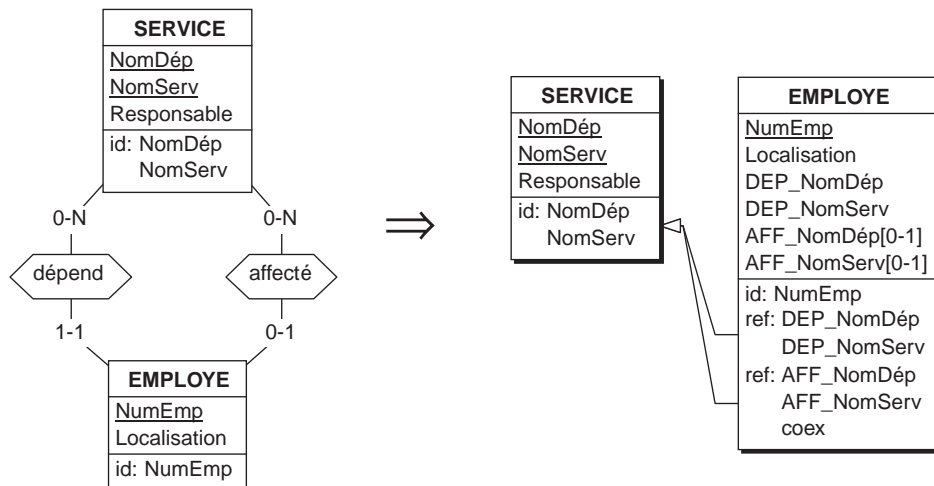 SERVICE
NomDép
NomServ
Responsable
id: NomDép
NomServ
0-N
0-N
dépend
affecté
1-1
0-1
EMPLOYE
NumEmp
Localisation
id: NumEmp
⇒
SERVICE
NomDép
NomServ
Responsable
id: NomDép
NomServ
EMPLOYE
NumEmp
Localisation
DEP_NomDép
DEP_NomServ
AFF_NomDép[0-1]
AFF_NomServ[0-1]
id: NumEmp
ref: DEP_NomDép
DEP_NomServ
ref: AFF_NomDép
AFF_NomServ
coex